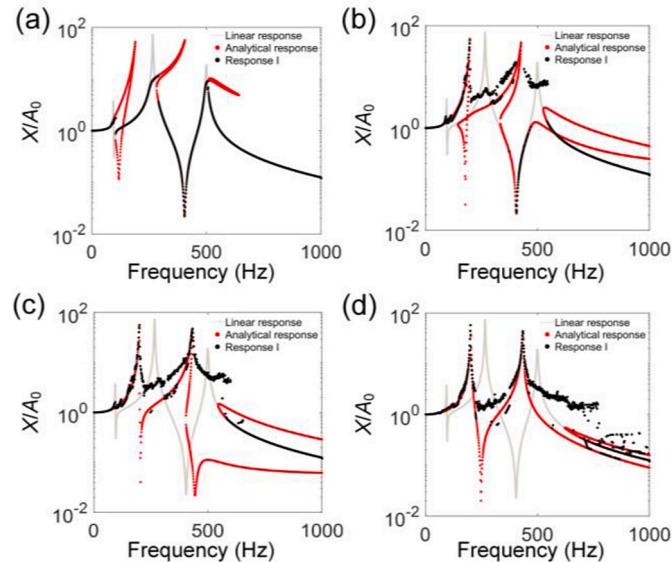 (a)
10²
10⁰
10⁻²
X/A₀
Linear response
Analytical response
Response I
0
500
1000
Frequency (Hz)
(b)
10²
10⁰
10⁻²
X/A₀
Linear response
Analytical response
Response I
0
500
1000
Frequency (Hz)
(c)
10²
10⁰
10⁻²
X/A₀
Linear response
Analytical response
Response I
0
500
1000
Frequency (Hz)
(d)
10²
10⁰
10⁻²
X/A₀
Linear response
Analytical response
Response I
0
500
1000
Frequency (Hz)